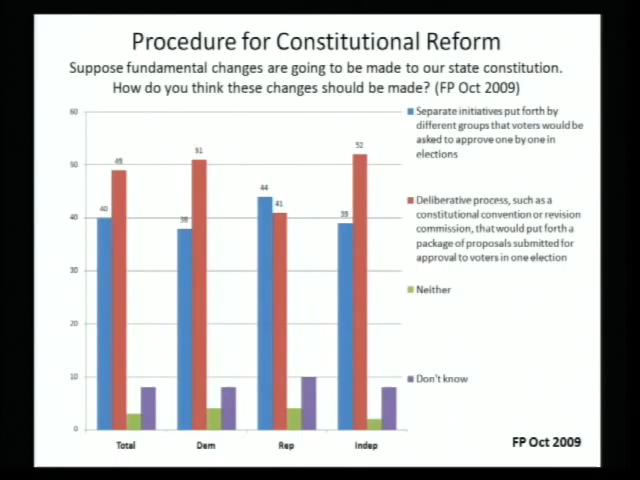 Procedure for Constitutional Reform
Suppose fundamental changes are going to be made to our state constitution.
How do you think these changes should be made? (FP Oct 2009)
60
50
40
30
20
10
0
40
49
38
51
44
41
39
52
Total
Dem
Rep
Indep
Separate initiatives put forth by
different groups that voters would be
asked to approve one by one in
elections
Deliberative process, such as a
constitutional convention or revision
commission, that would put forth a
package of proposals submitted for
approval to voters in one election
Neither
Don't know
FP Oct 2009